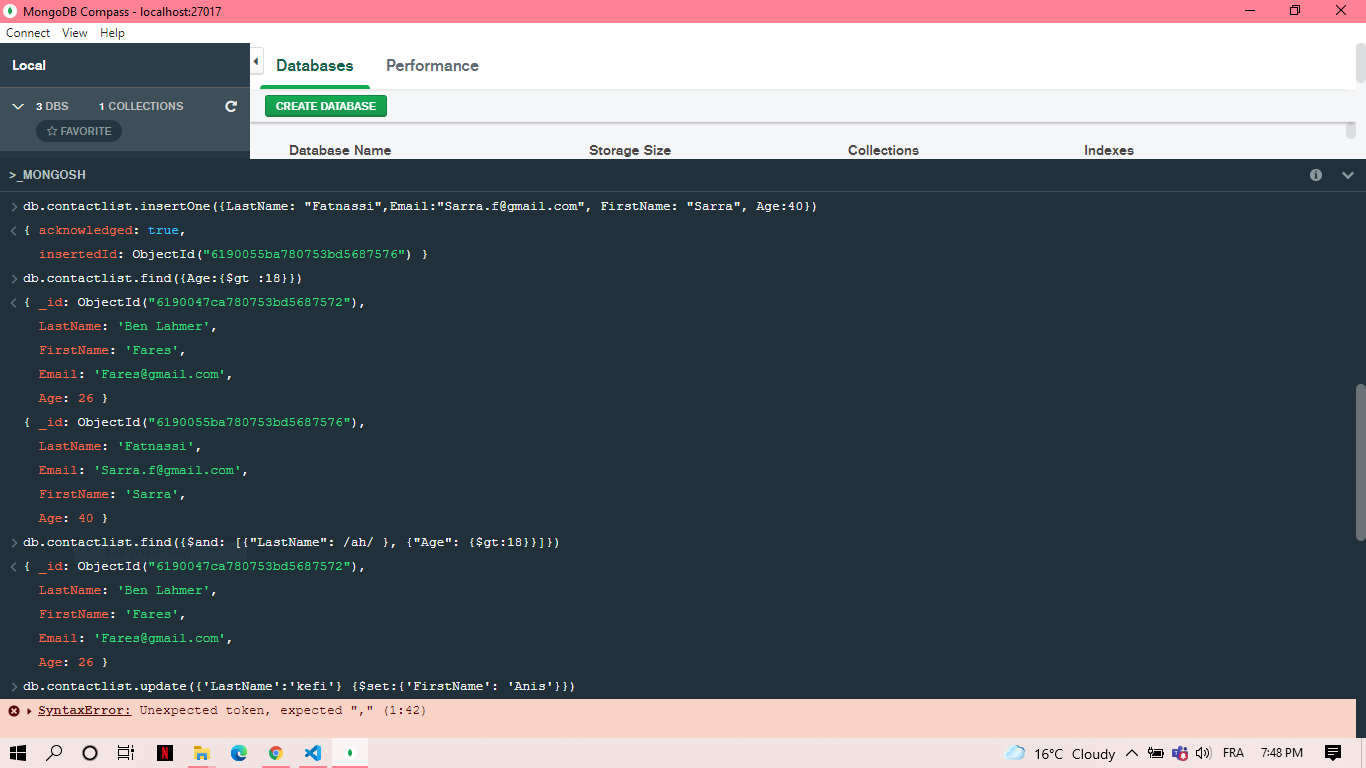 MongoDB Compass - localhost:27017
Connect View Help
Local
Databases Performance
3 DBS 1 COLLECTIONS
FAVORITE
CREATE DATABASE
Database Name Storage Size Collections Indexes
>_MONGOSH
> db.contactlist.insertOne({LastName: "Fatnassi",Email:"Sarra.f@gmail.com", FirstName: "Sarra", Age:40})
< { acknowledged: true,
insertedId: ObjectId("6190055ba780753bd5687576") }
> db.contactlist.find({Age:{$gt :18}})
< { _id: ObjectId("6190047ca780753bd5687572"),
LastName: 'Ben Lahmer',
FirstName: 'Fares',
Email: 'Fares@gmail.com',
Age: 26 }
{ _id: ObjectId("6190055ba780753bd5687576"),
LastName: 'Fatnassi',
Email: 'Sarra.f@gmail.com',
FirstName: 'Sarra',
Age: 40 }
> db.contactlist.find({$and: [{"LastName": /ah/ }, {"Age": {$gt:18}}]})
< { _id: ObjectId("6190047ca780753bd5687572"),
LastName: 'Ben Lahmer',
FirstName: 'Fares',
Email: 'Fares@gmail.com',
Age: 26 }
> db.contactlist.update({'LastName':'kefi'} {$set:{'FirstName': 'Anis'}})
SyntaxError: Unexpected token, expected "," (1:42)
N 16°C Cloudy FRA 7:48 PM